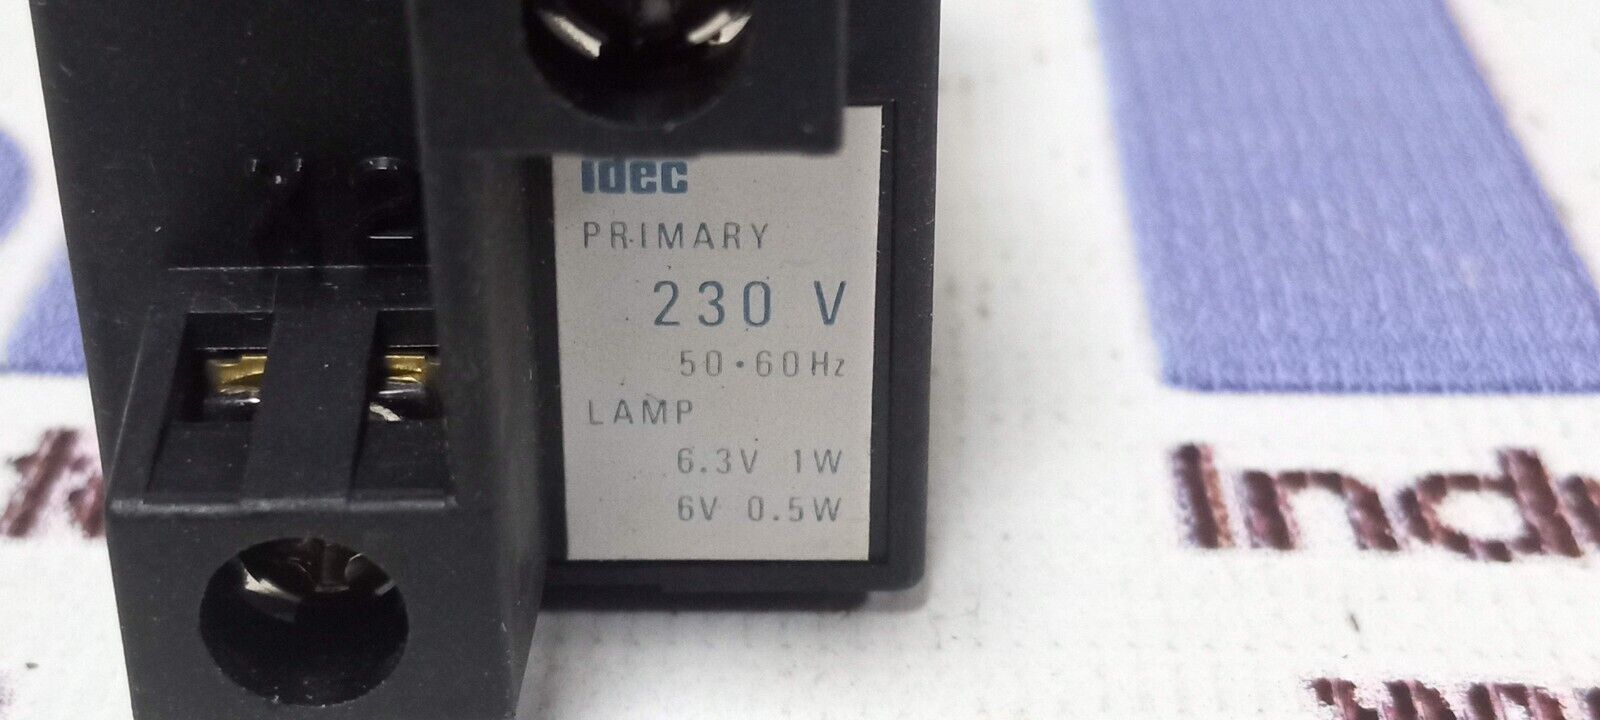 idec
PRIMARY
230 V
50·60Hz
LAMP
6.3V 1W
6V 0.5W